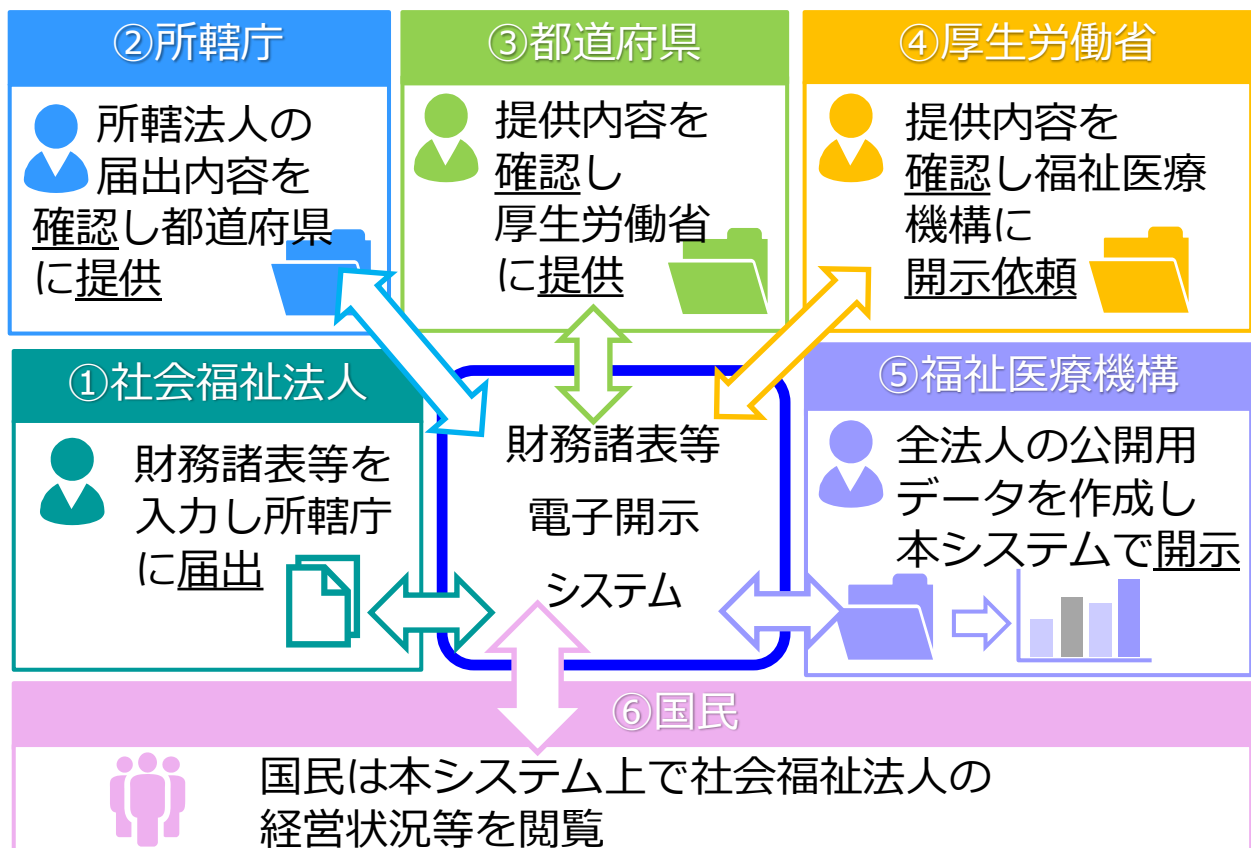 ②所轄庁
所轄法人の
届出内容を
確認し都道府県
に提供
③都道府県
提供内容を
確認し
厚生労働省
に提供
④厚生労働省
提供内容を
確認し福祉医療
機構に
開示依頼
①社会福祉法人
財務諸表等を
入力し所轄庁
に届出
財務諸表等
電子開示
システム
⑤福祉医療機構
全法人の公開用
データを作成し
本システムで開示
⑥国民
国民は本システム上で社会福祉法人の
経営状況等を閲覧